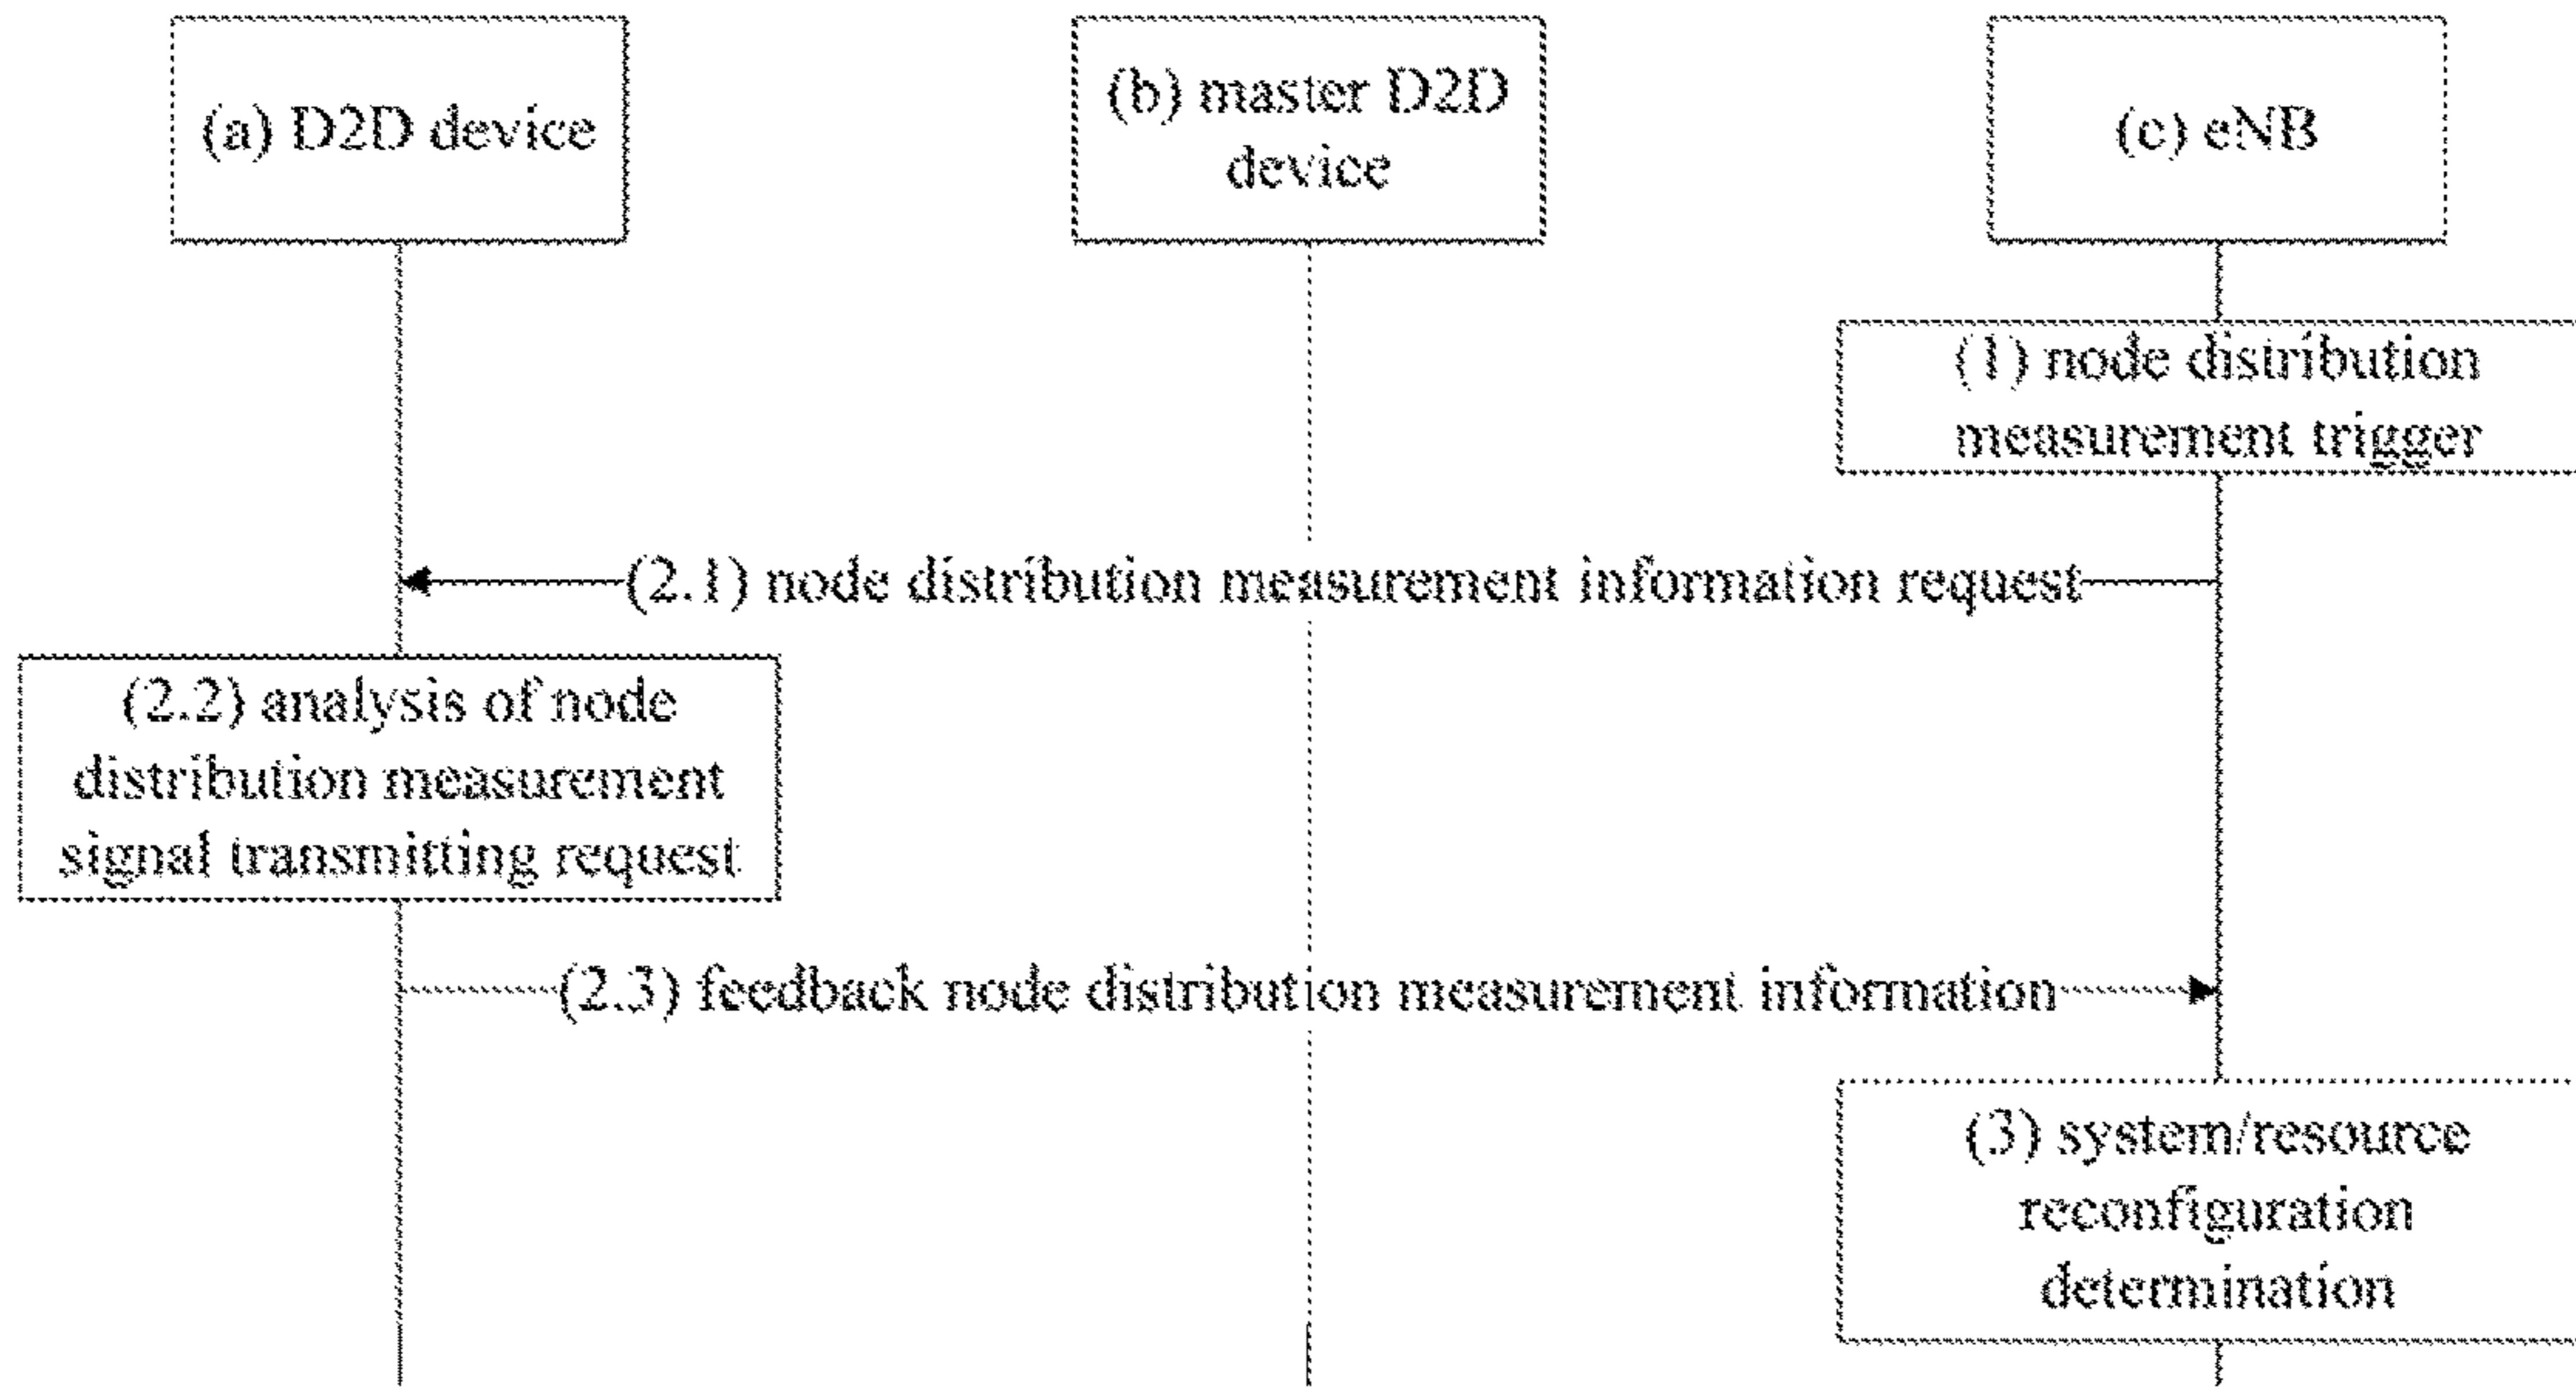 (a) D2D device
(b) master D2D
device
(c) eNB
(1) node distribution
measurement trigger
(2.1) node distribution measurement information request
(2.2) analysis of node
distribution measurement
signal transmitting request
(2.3) feedback node distribution measurement information
(3) system/resource
reconfiguration
determination